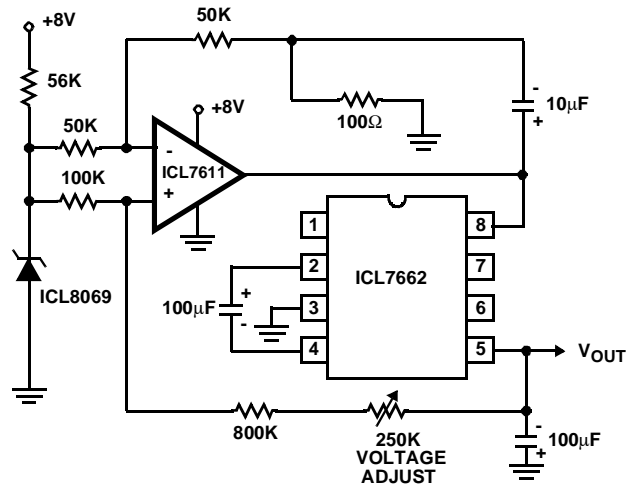 +8V
50K
56K
+8V
-
10µF
+
100Ω
50K
-
ICL7611
100K
+
1
8
2
ICL7662
7
ICL8069
+
100µF
-
3
6
4
5
VOUT
800K
250K
VOLTAGE
ADJUST
-
100µF
+